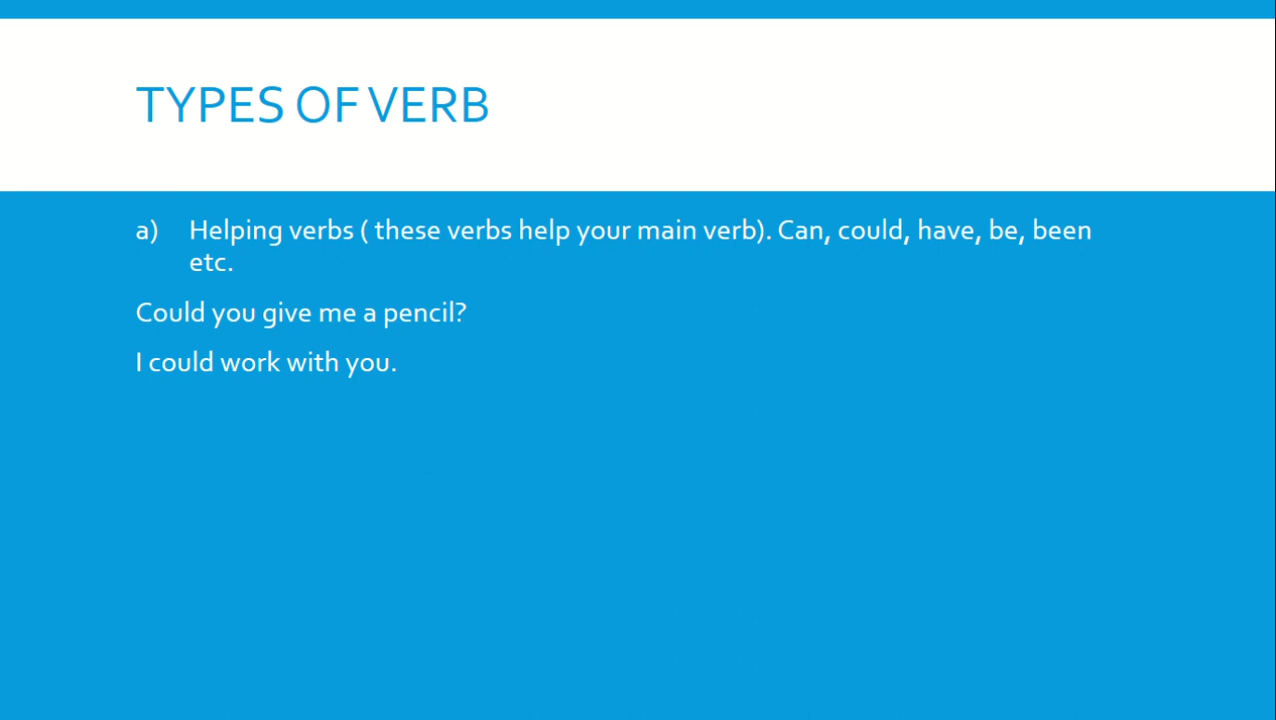 TYPES OF VERB
a) Helping verbs ( these verbs help your main verb). Can, could, have, be, been
etc.
Could you give me a pencil?
I could work with you.